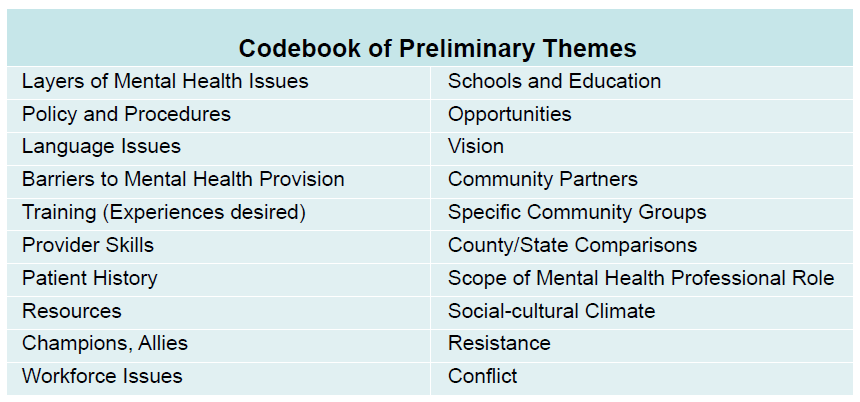 Codebook of Preliminary Themes
Layers of Mental Health Issues
Schools and Education
Policy and Procedures
Opportunities
Language Issues
Vision
Barriers to Mental Health Provision
Community Partners
Training (Experiences desired)
Specific Community Groups
Provider Skills
County/State Comparisons
Patient History
Scope of Mental Health Professional Role
Resources
Social-cultural Climate
Champions, Allies
Resistance
Workforce Issues
Conflict